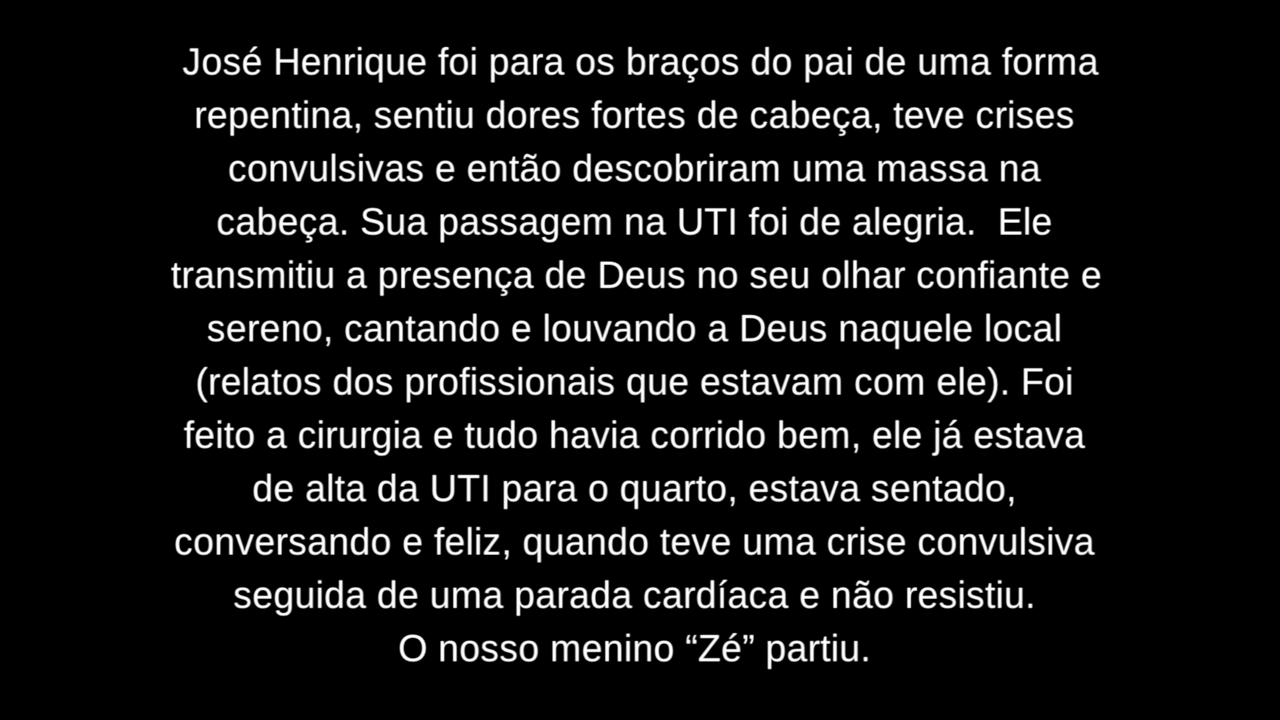 José Henrique foi para os braços do pai de uma forma
repentina, sentiu dores fortes de cabeça, teve crises
convulsivas e então descobriram uma massa na
cabeça. Sua passagem na UTI foi de alegria.  Ele
transmitiu a presença de Deus no seu olhar confiante e
sereno, cantando e louvando a Deus naquele local
(relatos dos profissionais que estavam com ele). Foi
feito a cirurgia e tudo havia corrido bem, ele já estava
de alta da UTI para o quarto, estava sentado,
conversando e feliz, quando teve uma crise convulsiva
seguida de uma parada cardíaca e não resistiu.
O nosso menino “Zé” partiu.